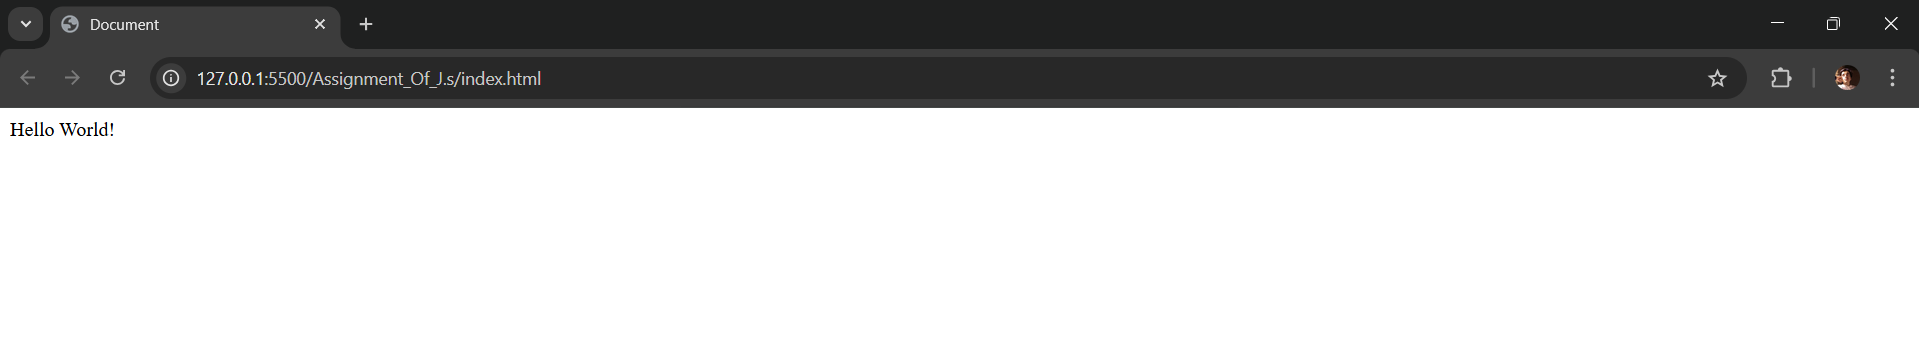 Document
127.0.0.1:5500/Assignment_Of_J.s/index.html
Hello World!